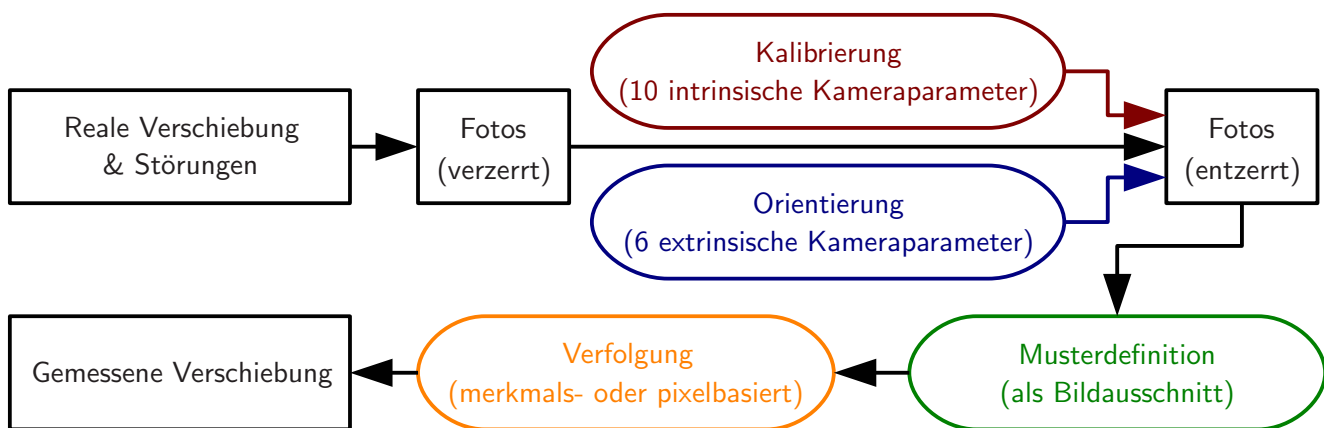 Kalibrierung
(10 intrinsische Kameraparameter)
Reale Verschiebung
& Störungen
Fotos
(verzerrt)
Fotos
(entzerrt)
Orientierung
(6 extrinsische Kameraparameter)
Gemessene Verschiebung
Verfolgung
(merkmals- oder pixelbasiert)
Musterdefinition
(als Bildausschnitt)